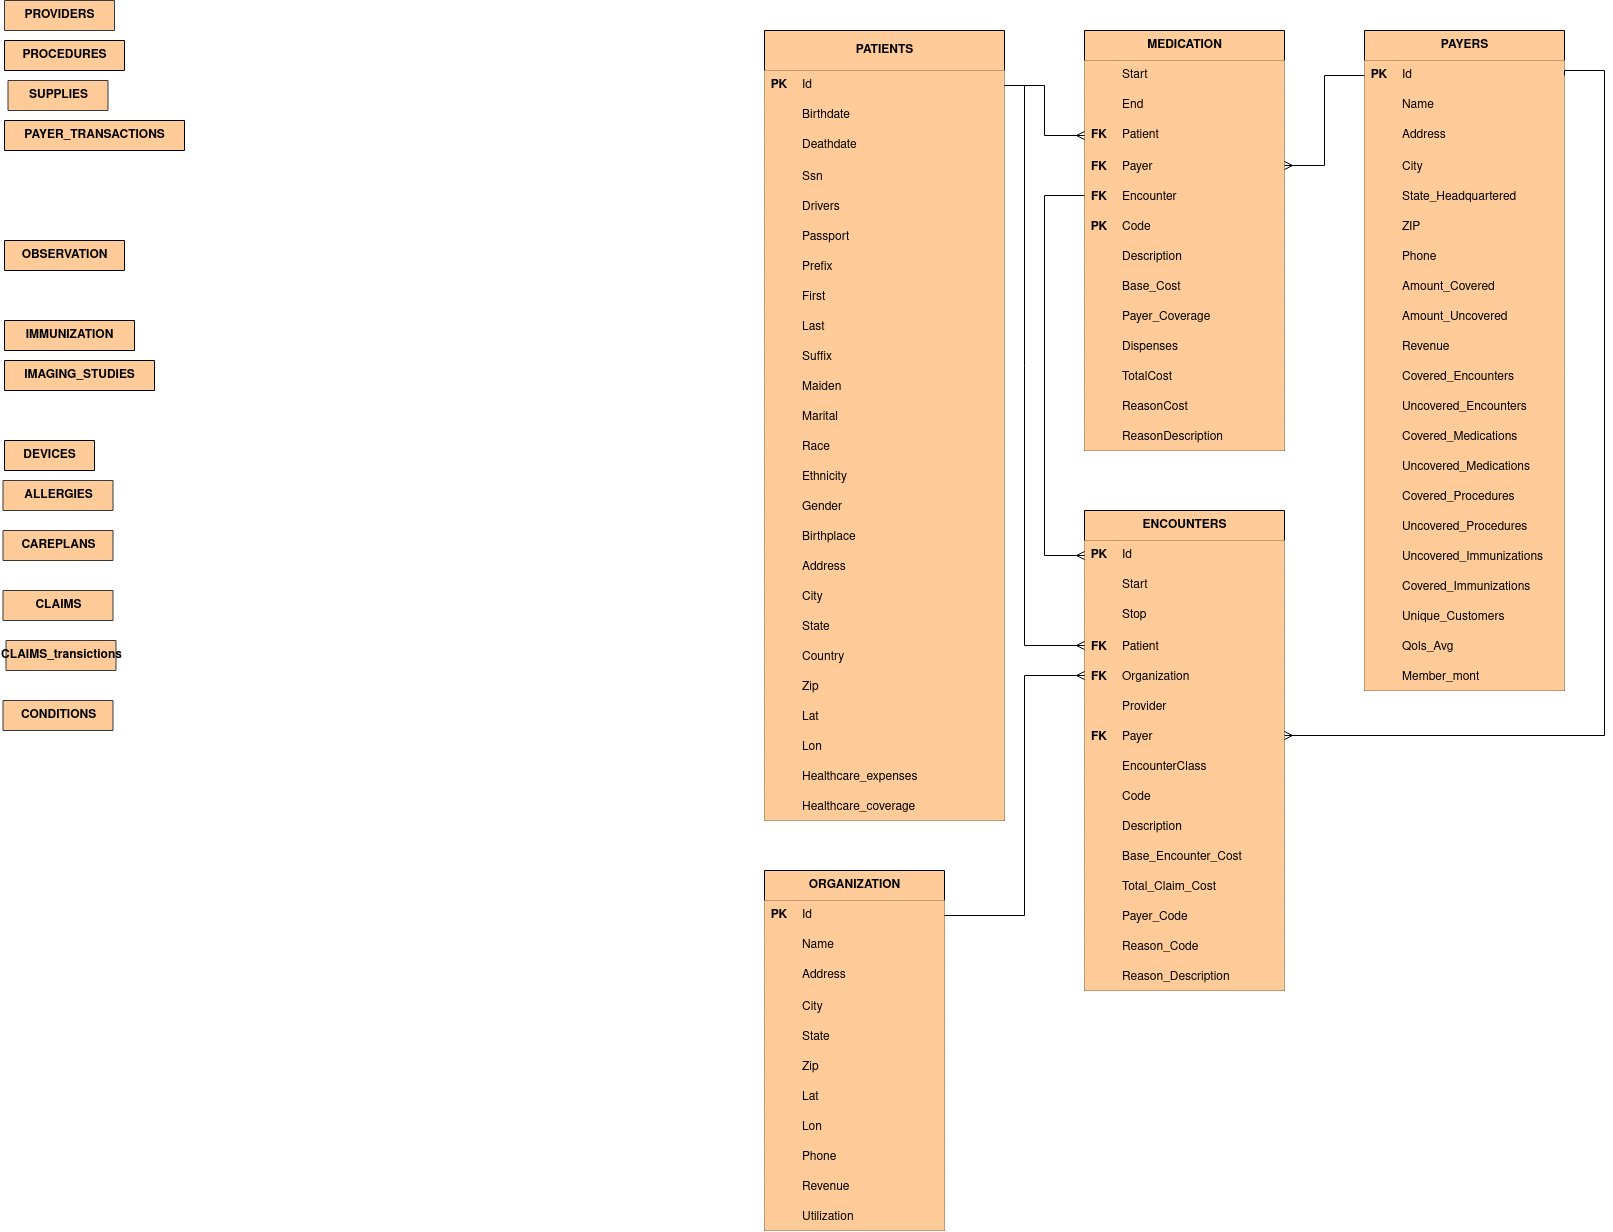 PROVIDERS
PROCEDURES
SUPPLIES
PAYER_TRANSACTIONS
OBSERVATION
IMMUNIZATION
IMAGING_STUDIES
DEVICES
ALLERGIES
CAREPLANS
CLAIMS
CLAIMS_transictions
CONDITIONS
PATIENTS
PK Id
Birthdate
Deathdate
Ssn
Drivers
Passport
Prefix
First
Last
Suffix
Maiden
Marital
Race
Ethnicity
Gender
Birthplace
Address
City
State
Country
Zip
Lat
Lon
Healthcare_expenses
Healthcare_coverage
ORGANIZATION
PK Id
Name
Address
City
State
Zip
Lat
Lon
Phone
Revenue
Utilization
MEDICATION
Start
End
FK Patient
FK Payer
FK Encounter
PK Code
Description
Base_Cost
Payer_Coverage
Dispenses
TotalCost
ReasonCost
ReasonDescription
ENCOUNTERS
PK Id
Start
Stop
FK Patient
FK Organization
Provider
FK Payer
EncounterClass
Code
Description
Base_Encounter_Cost
Total_Claim_Cost
Payer_Code
Reason_Code
Reason_Description
PAYERS
PK Id
Name
Address
City
State_Headquartered
ZIP
Phone
Amount_Covered
Amount_Uncovered
Revenue
Covered_Encounters
Uncovered_Encounters
Covered_Medications
Uncovered_Medications
Covered_Procedures
Uncovered_Procedures
Uncovered_Immunizations
Covered_Immunizations
Unique_Customers
Qols_Avg
Member_mont